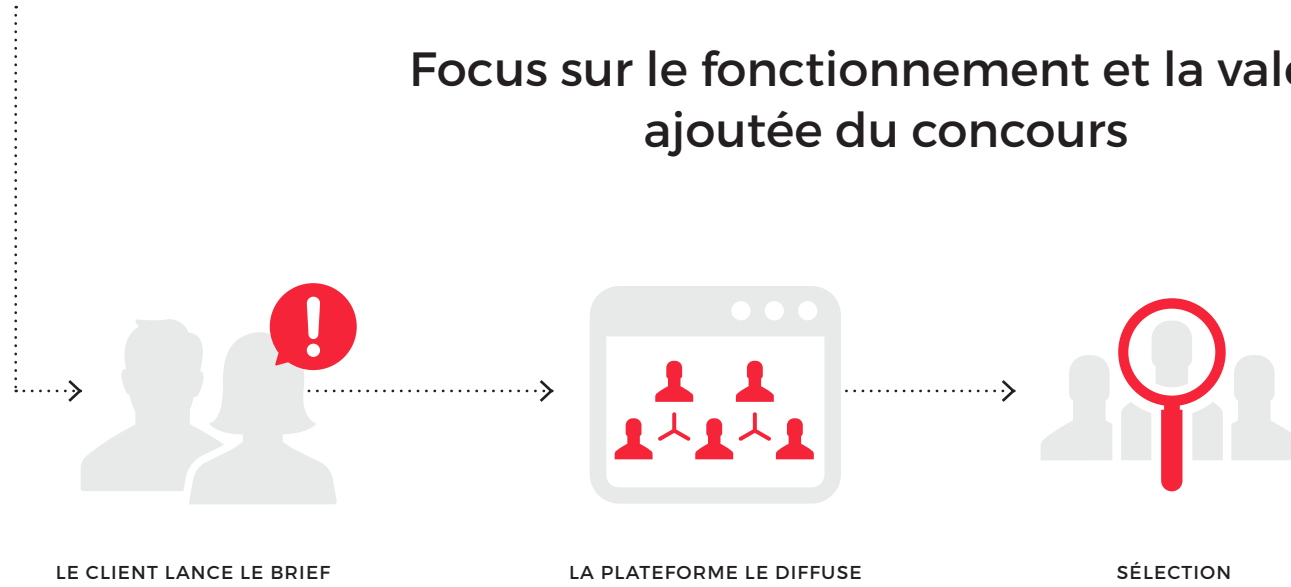 Focus sur le fonctionnement et la
ajoutée du concours
LE CLIENT LANCE LE BRIEF
LA PLATEFORME LE DIFFUSE
SÉLECTION